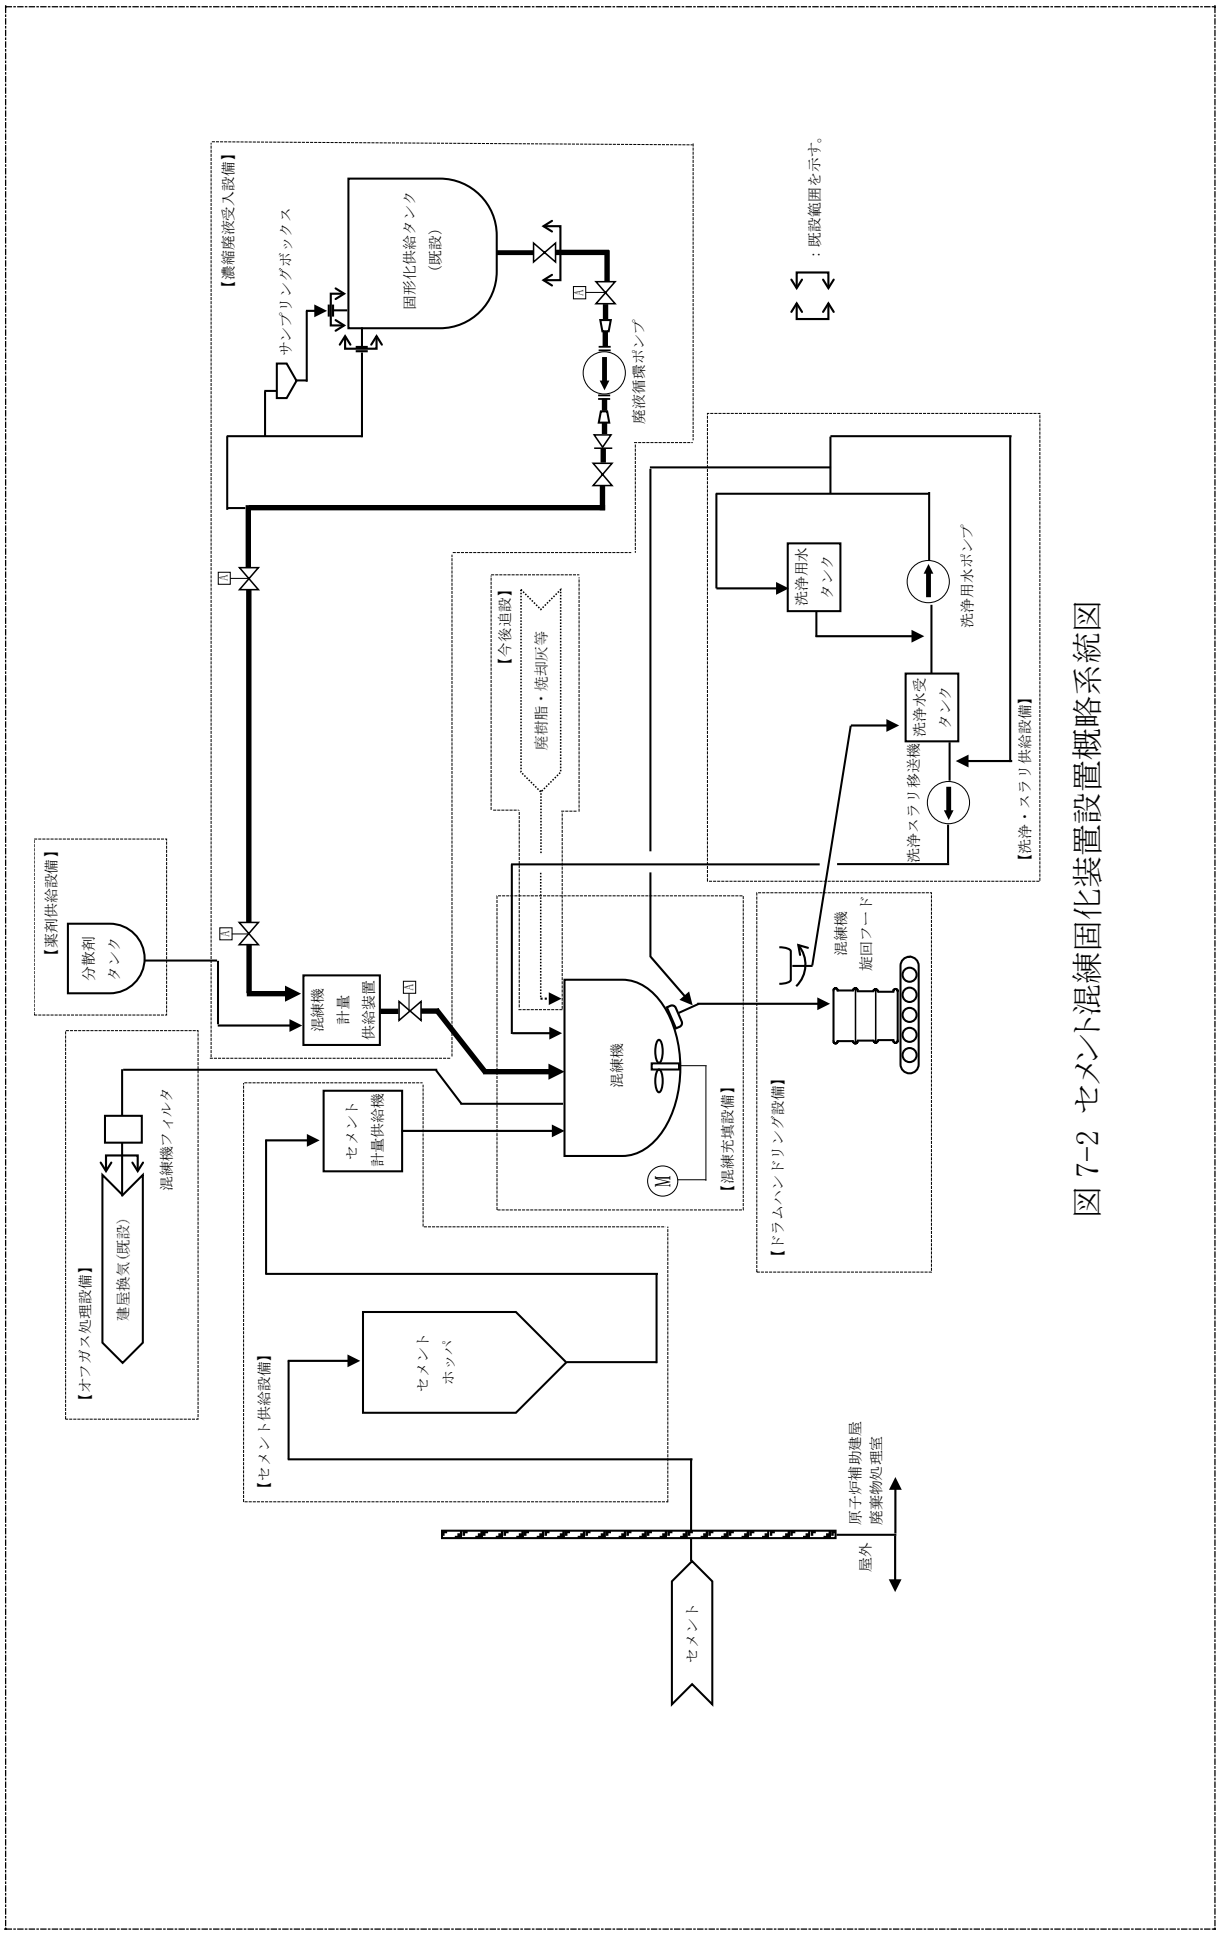 【オフガス処理設備】
建屋換気(既設)
混練機フィルタ
【薬剤供給設備】
分散剤
タンク
【濃縮廃液受入設備】
サンプリングボックス
固形化供給タンク
(既設)
A
A
A
A
廃液循環ポンプ
混練機
計量
供給装置
【セメント供給設備】
セメント
ホッパ
セメント
計量供給機
【今後追設】
廃樹脂・焼却灰等
混練機
M
【混練充填設備】
【ドラムハンドリング設備】
混練機
旋回フード
洗浄用水
タンク
洗浄用水ポンプ
洗浄水受
タンク
洗浄スラリ移送機
【洗浄・スラリ供給設備】
:既設範囲を示す。
セメント
屋外
原子炉補助建屋
廃棄物処理室
図 7-2 セメント混練固化装置設置概略系統図